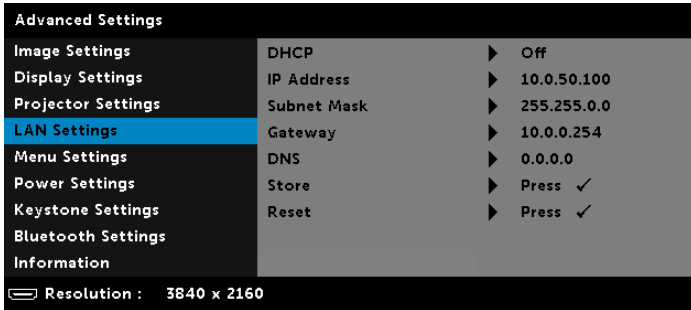 Advanced Settings
Image Settings DHCP Off
Display Settings IP Address 10.0.50.100
Projector Settings Subnet Mask 255.255.0.0
LAN Settings Gateway 10.0.0.254
Menu Settings DNS 0.0.0.0
Power Settings Store Press ✓
Keystone Settings Reset Press ✓
Bluetooth Settings
Information
Resolution : 3840 x 2160